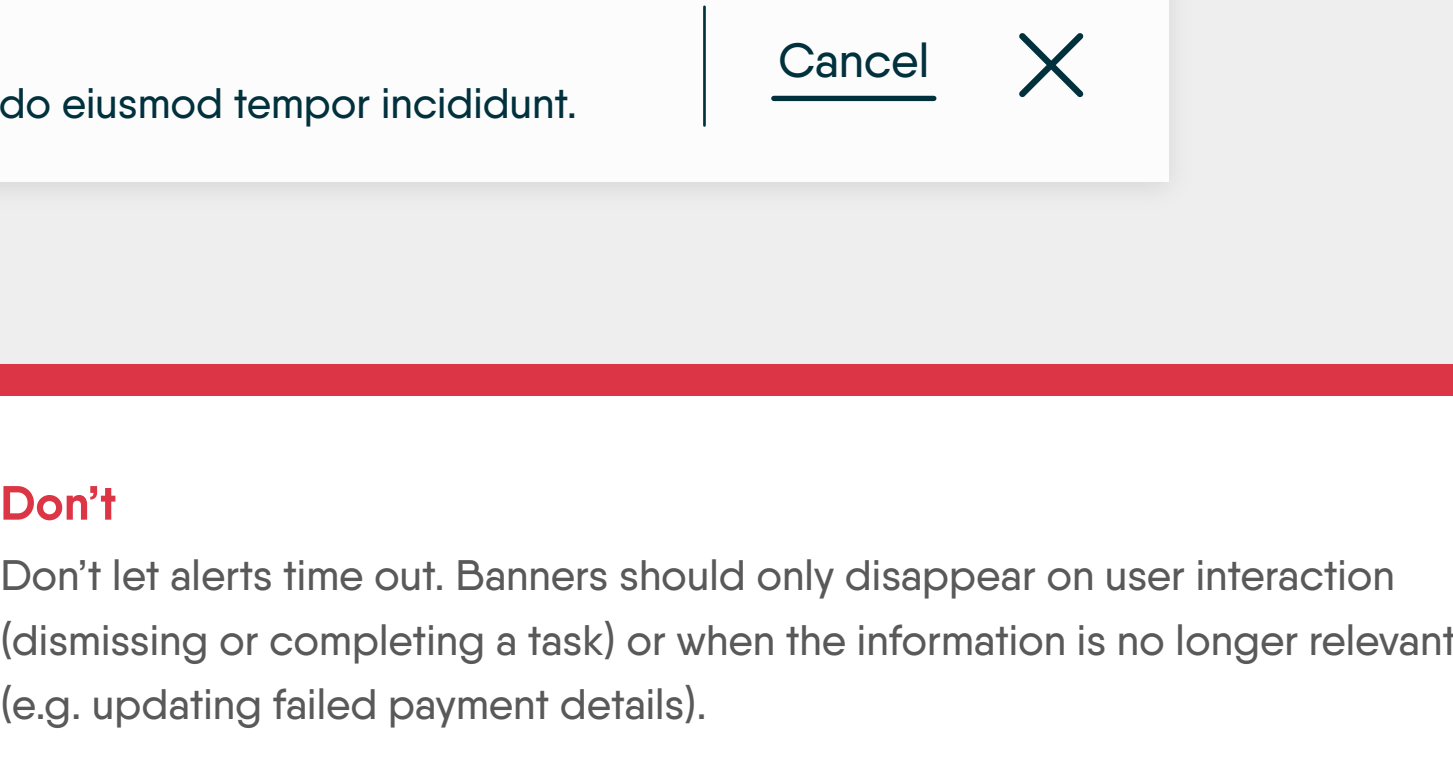 Cancel
do eiusmod tempor incididunt.
Don’t
Don’t let alerts time out. Banners should only disappear on user interaction
(dismissing or completing a task) or when the information is no longer relevant
(e.g. updating failed payment details).